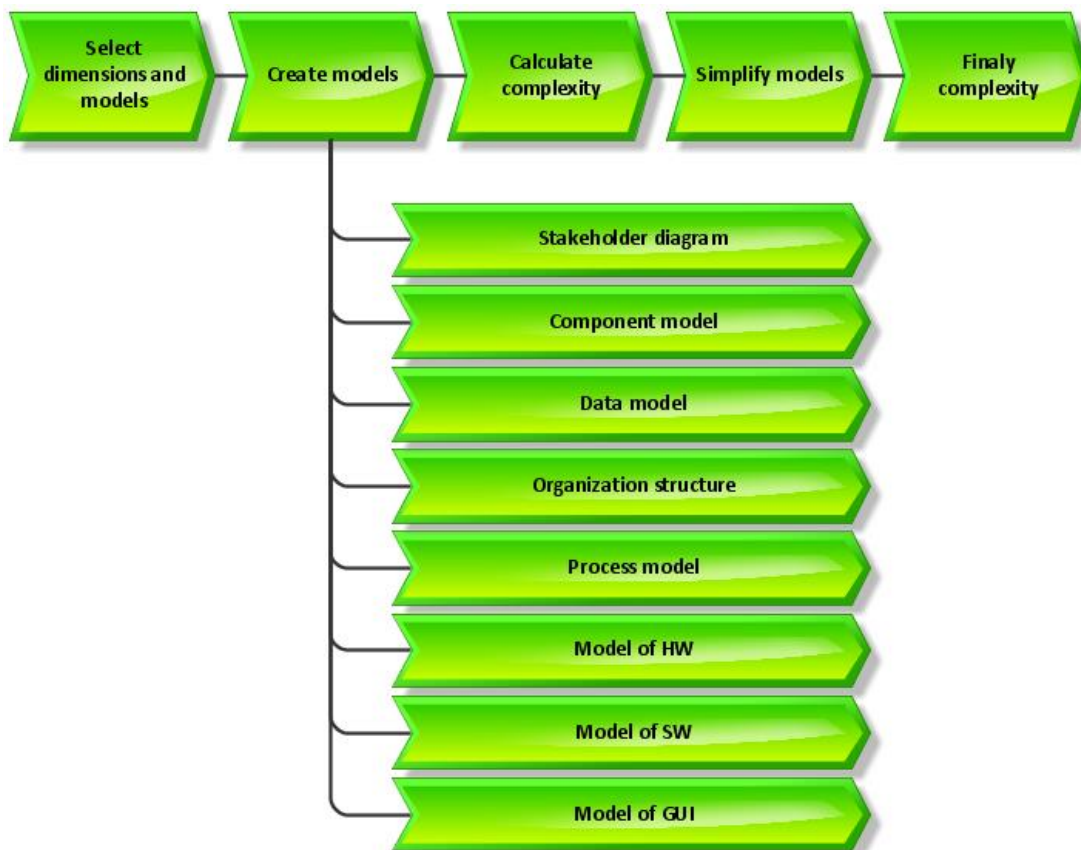 Select
dimensions and
models
Create models
Calculate
complexity
Simplify models
Finaly
complexity
Stakeholder diagram
Component model
Data model
Organization structure
Process model
Model of HW
Model of SW
Model of GUI